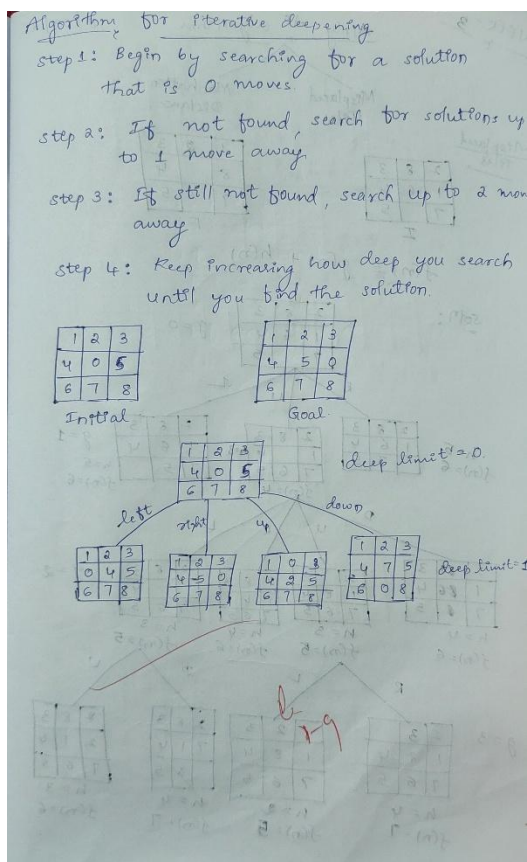 Algorithm for iterative deepening
step 1: Begin by searching for a solution
that is 0 moves.
step 2: If not found, search for solutions up
to 1 move away
step 3: If still not found, search up to 2 mov
away
step 4: Keep increasing how deep you search
until you find the solution.
1 2 3
4 0 5
6 7 8
Initial
1 2 3
4 5 0
6 7 8
Goal.
1 2 3
4 0 5
6 7 8
deep limit = 0.
left
right
up
down
1 2 3
0 4 5
6 7 8
1 2 3
4 5 0
6 7 8
1 0 3
4 2 5
6 7 8
1 2 3
4 7 5
6 0 8
deep limit = 1